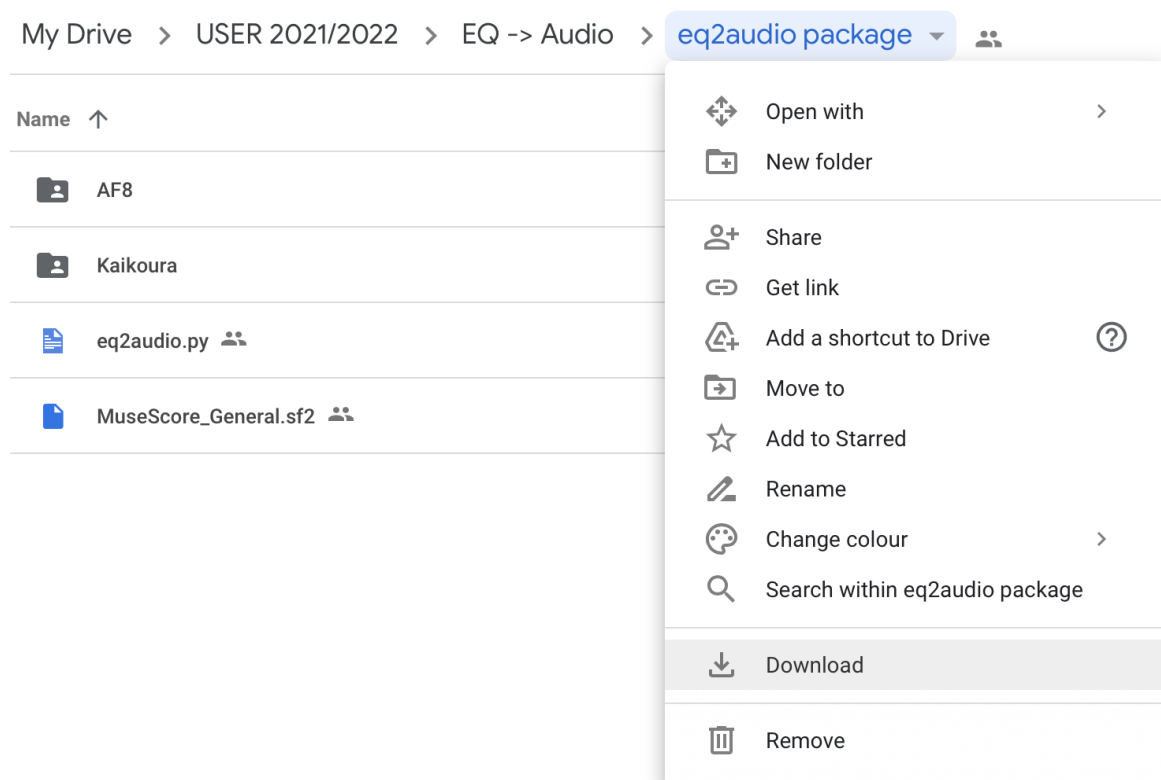 My Drive > USER 2021/2022 > EQ -> Audio > eq2audio package
Name
AF8
Kaikoura
eq2audio.py
MuseScore_General.sf2
Open with
New folder
Share
Get link
Add a shortcut to Drive
Move to
Add to Starred
Rename
Change colour
Search within eq2audio package
Download
Remove